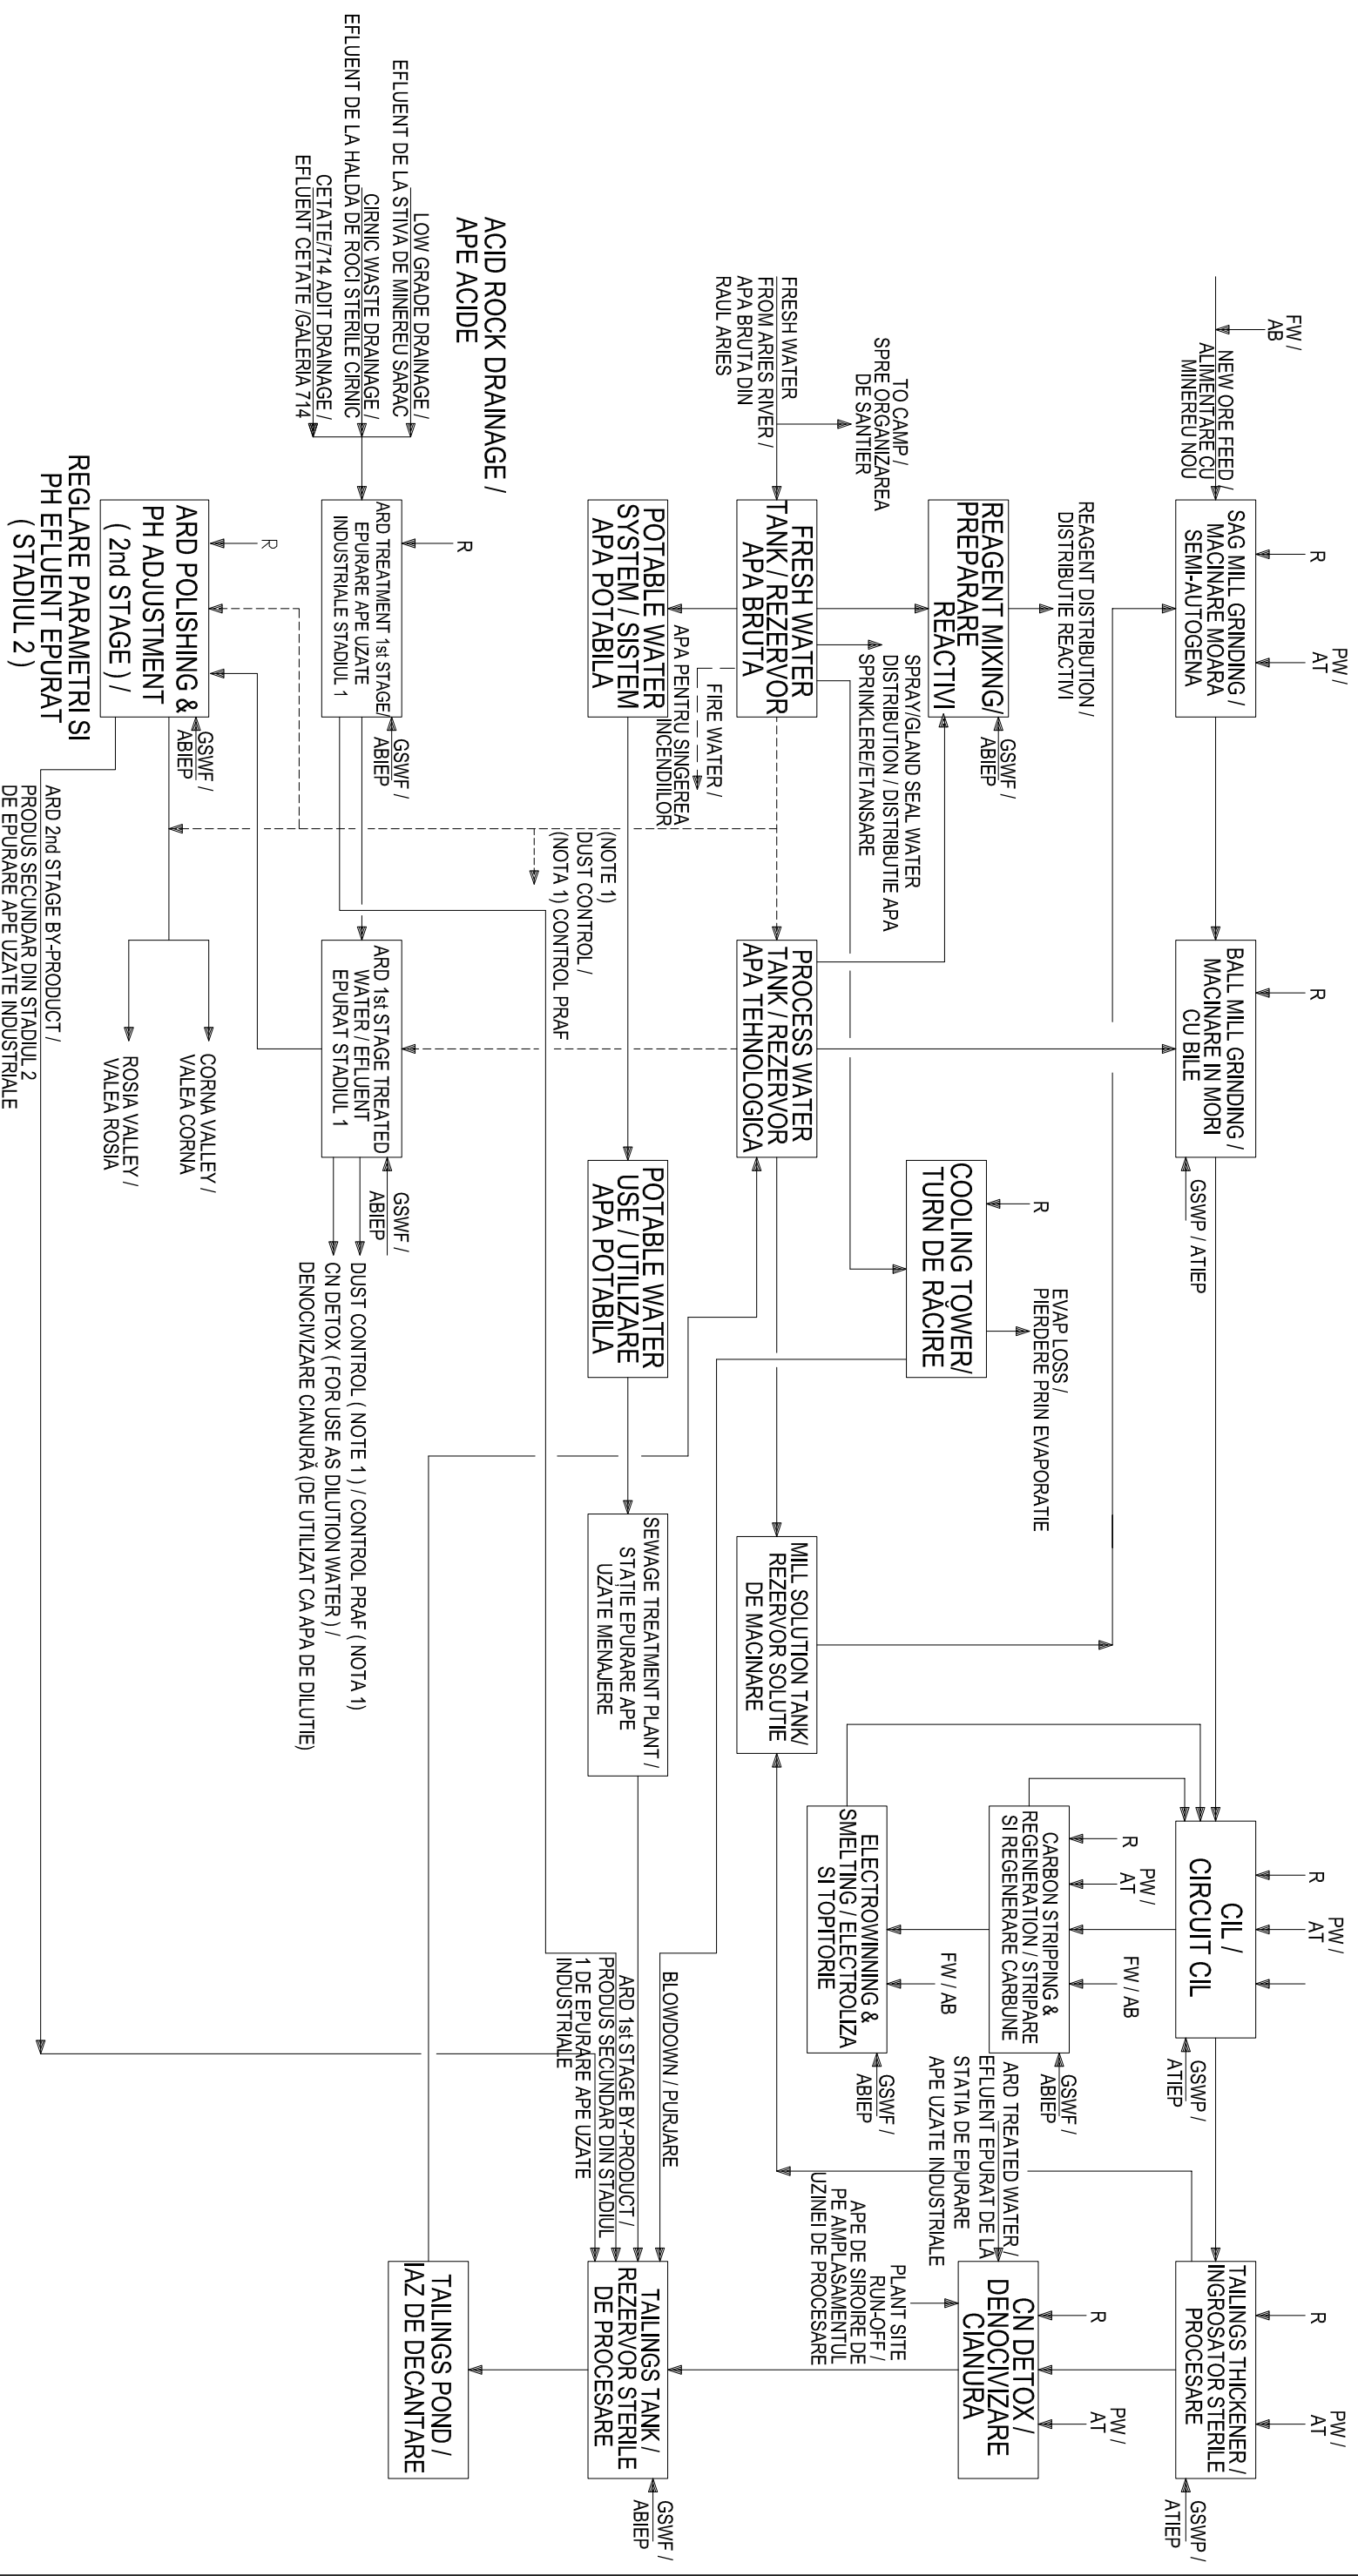 FW /
AB
NEW ORE FEED /
ALIMENTARE CU
MINEREU NOU
R
PW /
AT
SAG MILL GRINDING /
MACINARE MOARA
SEMI-AUTOGENA
R
BALL MILL GRINDING /
MACINARE IN MORI
CU BILE
GSWP / ATIEP
R
PW /
AT
CIL /
CIRCUIT CIL
GSWP /
ATIEP
R
PW /
AT
TAILINGS THICKENER /
INGROSATOR STERILE
PROCESARE
GSWP /
ATIEP
REAGENT DISTRIBUTION /
DISTRIBUTIE REACTIVI
REAGENT MIXING/
PREPARARE
REACTIVI
GSWF /
ABIEP
R
COOLING TOWER/
TURN DE RĂCIRE
EVAP LOSS /
PIERDERE PRIN EVAPORATIE
R
PW /
AT
FW / AB
CARBON STRIPPING &
REGENERATION / STRIPARE
SI REGENERARE CARBUNE
GSWF /
ABIEP
FW / AB
ELECTROWINNING &
SMELTING / ELECTROLIZA
SI TOPITORIE
GSWF /
ABIEP
ARD TREATED WATER /
EFLUENT EPURAT DE LA
STATIA DE EPURARE
APE UZATE INDUSTRIALE
R
PW /
AT
CN DETOX /
DENOCIVIZARE
CIANURA
PLANT SITE
RUN-OFF /
APE DE SIROIRE DE
PE AMPLASAMENTUL
UZINEI DE PROCESARE
TO CAMP /
SPRE ORGANIZAREA
DE SANTIER
FRESH WATER
FROM ARIES RIVER /
APA BRUTA DIN
RAUL ARIES
FRESH WATER
TANK / REZERVOR
APA BRUTA
SPRAY/GLAND SEAL WATER
DISTRIBUTION / DISTRIBUTIE APA
SPRINKLERE/ETANSARE
FIRE WATER /
APA PENTRU SINGEREA
INCENDIILOR
PROCESS WATER
TANK / REZERVOR
APA TEHNOLOGICA
MILL SOLUTION TANK/
REZERVOR SOLUTIE
DE MACINARE
POTABLE WATER
SYSTEM / SISTEM
APA POTABILA
(NOTE 1)
DUST CONTROL /
(NOTA 1) CONTROL PRAF
POTABLE WATER
USE / UTILIZARE
APA POTABILA
SEWAGE TREATMENT PLANT /
STAȚIE EPURARE APE
UZATE MENAJERE
BLOWDOWN / PURJARE
ARD 1st STAGE BY-PRODUCT /
PRODUS SECUNDAR DIN STADIUL
1 DE EPURARE APE UZATE
INDUSTRIALE
TAILINGS TANK /
REZERVOR STERILE
DE PROCESARE
GSWF /
ABIEP
TAILINGS POND /
IAZ DE DECANTARE
ACID ROCK DRAINAGE /
APE ACIDE
LOW GRADE DRAINAGE /
EFLUENT DE LA STIVA DE MINEREU SARAC
CIRNIC WASTE DRAINAGE /
EFLUENT DE LA HALDA DE ROCI STERILE CIRNIC
CETATE/714 ADIT DRAINAGE /
EFLUENT CETATE /GALERIA 714
R
ARD TREATMENT 1st STAGE/
EPURARE APE UZATE
INDUSTRIALE STADIUL 1
GSWF /
ABIEP
ARD 1st STAGE TREATED
WATER / EFLUENT
EPURAT STADIUL 1
GSWF /
ABIEP
DUST CONTROL ( NOTE 1 ) / CONTROL PRAF ( NOTA 1)
CN DETOX ( FOR USE AS DILUTION WATER ) /
DENOCIVIZARE CIANURĂ (DE UTILIZAT CA APA DE DILUTIE)
R
ARD POLISHING &
PH ADJUSTMENT
( 2nd STAGE ) /
REGLARE PARAMETRI SI
PH EFLUENT EPURAT
( STADIUL 2 )
GSWF /
ABIEP
CORNA VALLEY /
VALEA CORNA
ROSIA VALLEY /
VALEA ROSIA
ARD 2nd STAGE BY-PRODUCT /
PRODUS SECUNDAR DIN STADIUL 2
DE EPURARE APE UZATE INDUSTRIALE